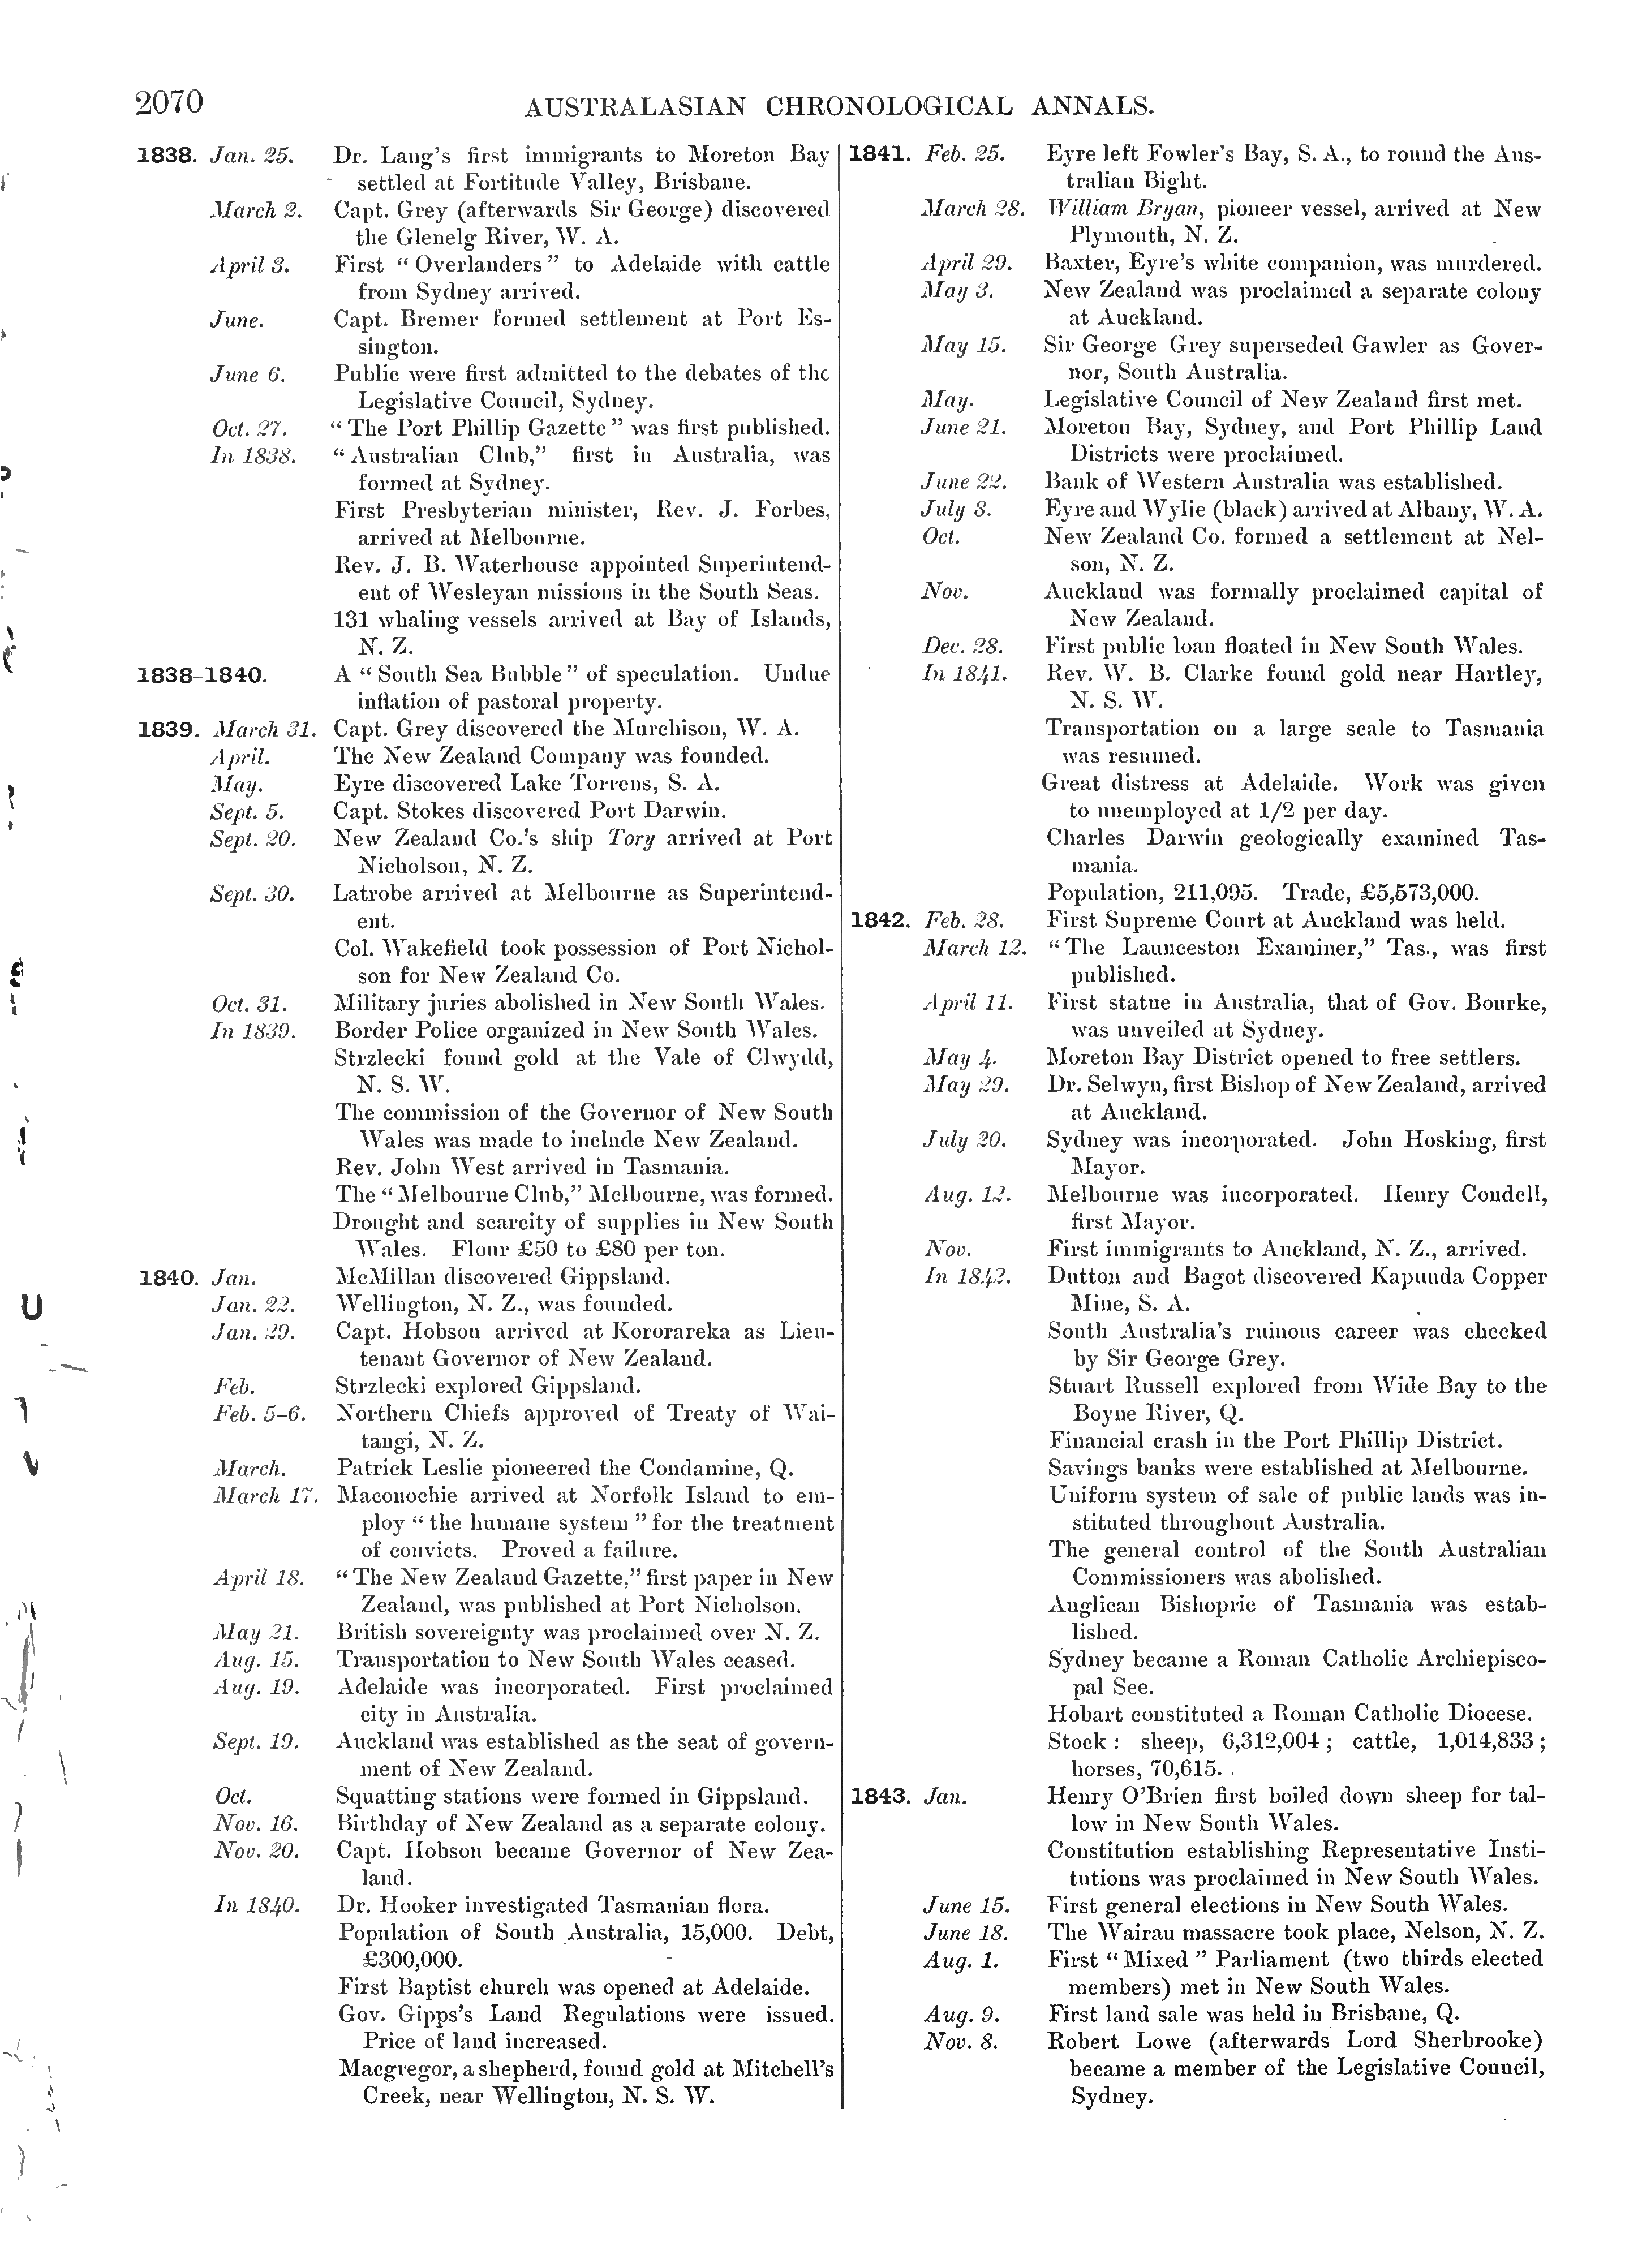 2070
AUSTRALASIAN CHRONOLOGICAL ANNALS.
1838. Jan. 25. Dr. Lang's first immigrants to Moreton Bay
settled at Fortitude Valley, Brisbane.
March 2. Capt. Grey (afterwards Sir George) discovered
the Glenelg River, W. A.
April 3. First “Overlanders” to Adelaide with cattle
from Sydney arrived.
June. Capt. Bremer formed settlement at Port Es-
sington.
June 6. Public were first admitted to the debates of the
Legislative Council, Sydney.
Oct. 27. “The Port Phillip Gazette” was first published.
In 1838. “Australian Club,” first in Australia, was
formed at Sydney.
First Presbyterian minister, Rev. J. Forbes,
arrived at Melbourne.
Rev. J. B. Waterhouse appointed Superintend-
ent of Wesleyan missions in the South Seas.
131 whaling vessels arrived at Bay of Islands,
N. Z.
1838-1840. A “South Sea Bubble” of speculation. Undue
inflation of pastoral property.
1839. March 31. Capt. Grey discovered the Murchison, W. A.
April. The New Zealand Company was founded.
May. Eyre discovered Lake Torrens, S. A.
Sept. 5. Capt. Stokes discovered Port Darwin.
Sept. 20. New Zealand Co.'s ship Tory arrived at Port
Nicholson, N. Z.
Sept. 30. Latrobe arrived at Melbourne as Superintend-
ent.
Col. Wakefield took possession of Port Nichol-
son for New Zealand Co.
Oct. 31. Military juries abolished in New South Wales.
In 1839. Border Police organized in New South Wales.
Strzlecki found gold at the Vale of Clwydd,
N. S. W.
The commission of the Governor of New South
Wales was made to include New Zealand.
Rev. John West arrived in Tasmania.
The “Melbourne Club,” Melbourne, was formed.
Drought and scarcity of supplies in New South
Wales. Flour £50 to £80 per ton.
1840. Jan. McMillan discovered Gippsland.
Jan. 22. Wellington, N. Z., was founded.
Jan. 29. Capt. Hobson arrived at Kororareka as Lieu-
tenant Governor of New Zealand.
Feb. Strzlecki explored Gippsland.
Feb. 5-6. Northern Chiefs approved of Treaty of Wai-
tangi, N. Z.
March. Patrick Leslie pioneered the Condamine, Q.
March 17. Maconochie arrived at Norfolk Island to em-
ploy “the humane system” for the treatment
of convicts. Proved a failure.
April 18. “The New Zealand Gazette,” first paper in New
Zealand, was published at Port Nicholson.
May 21. British sovereignty was proclaimed over N. Z.
Aug. 15. Transportation to New South Wales ceased.
Aug. 19. Adelaide was incorporated. First proclaimed
city in Australia.
Sept. 19. Auckland was established as the seat of govern-
ment of New Zealand.
Oct. Squatting stations were formed in Gippsland.
Nov. 16. Birthday of New Zealand as a separate colony.
Nov. 20. Capt. Hobson became Governor of New Zea-
land.
In 1840. Dr. Hooker investigated Tasmanian flora.
Population of South Australia, 15,000. Debt,
£300,000.
First Baptist church was opened at Adelaide.
Gov. Gipps's Land Regulations were issued.
Price of land increased.
Macgregor, a shepherd, found gold at Mitchell's
Creek, near Wellington, N. S. W.
1841. Feb. 25. Eyre left Fowler's Bay, S. A., to round the Aus-
tralian Bight.
March 28. William Bryan, pioneer vessel, arrived at New
Plymouth, N. Z.
April 29. Baxter, Eyre's white companion, was murdered.
May 3. New Zealand was proclaimed a separate colony
at Auckland.
May 15. Sir George Grey superseded Gawler as Gover-
nor, South Australia.
May. Legislative Council of New Zealand first met.
June 21. Moreton Bay, Sydney, and Port Phillip Land
Districts were proclaimed.
June 22. Bank of Western Australia was established.
July 8. Eyre and Wylie (black) arrived at Albany, W. A.
Oct. New Zealand Co. formed a settlement at Nel-
son, N. Z.
Nov. Auckland was formally proclaimed capital of
New Zealand.
Dec. 28. First public loan floated in New South Wales.
In 1841. Rev. W. B. Clarke found gold near Hartley,
N. S. W.
Transportation on a large scale to Tasmania
was resumed.
Great distress at Adelaide. Work was given
to unemployed at 1/2 per day.
Charles Darwin geologically examined Tas-
mania.
Population, 211,095. Trade, £5,573,000.
1842. Feb. 28. First Supreme Court at Auckland was held.
March 12. “The Launceston Examiner,” Tas., was first
published.
April 11. First statue in Australia, that of Gov. Bourke,
was unveiled at Sydney.
May 4. Moreton Bay District opened to free settlers.
May 29. Dr. Selwyn, first Bishop of New Zealand, arrived
at Auckland.
July 20. Sydney was incorporated. John Hosking, first
Mayor.
Aug. 12. Melbourne was incorporated. Henry Condell,
first Mayor.
Nov. First immigrants to Auckland, N. Z., arrived.
In 1842. Dutton and Bagot discovered Kapunda Copper
Mine, S. A.
South Australia's ruinous career was checked
by Sir George Grey.
Stuart Russell explored from Wide Bay to the
Boyne River, Q.
Financial crash in the Port Phillip District.
Savings banks were established at Melbourne.
Uniform system of sale of public lands was in-
stituted throughout Australia.
The general control of the South Australian
Commissioners was abolished.
Anglican Bishopric of Tasmania was estab-
lished.
Sydney became a Roman Catholic Archiepisco-
pal See.
Hobart constituted a Roman Catholic Diocese.
Stock: sheep, 6,312,004; cattle, 1,014,833;
horses, 70,615.
1843. Jan. Henry O'Brien first boiled down sheep for tal-
low in New South Wales.
Constitution establishing Representative Insti-
tutions was proclaimed in New South Wales.
June 15. First general elections in New South Wales.
June 18. The Wairau massacre took place, Nelson, N. Z.
Aug. 1. First “Mixed” Parliament (two thirds elected
members) met in New South Wales.
Aug. 9. First land sale was held in Brisbane, Q.
Nov. 8. Robert Lowe (afterwards Lord Sherbrooke)
became a member of the Legislative Council,
Sydney.